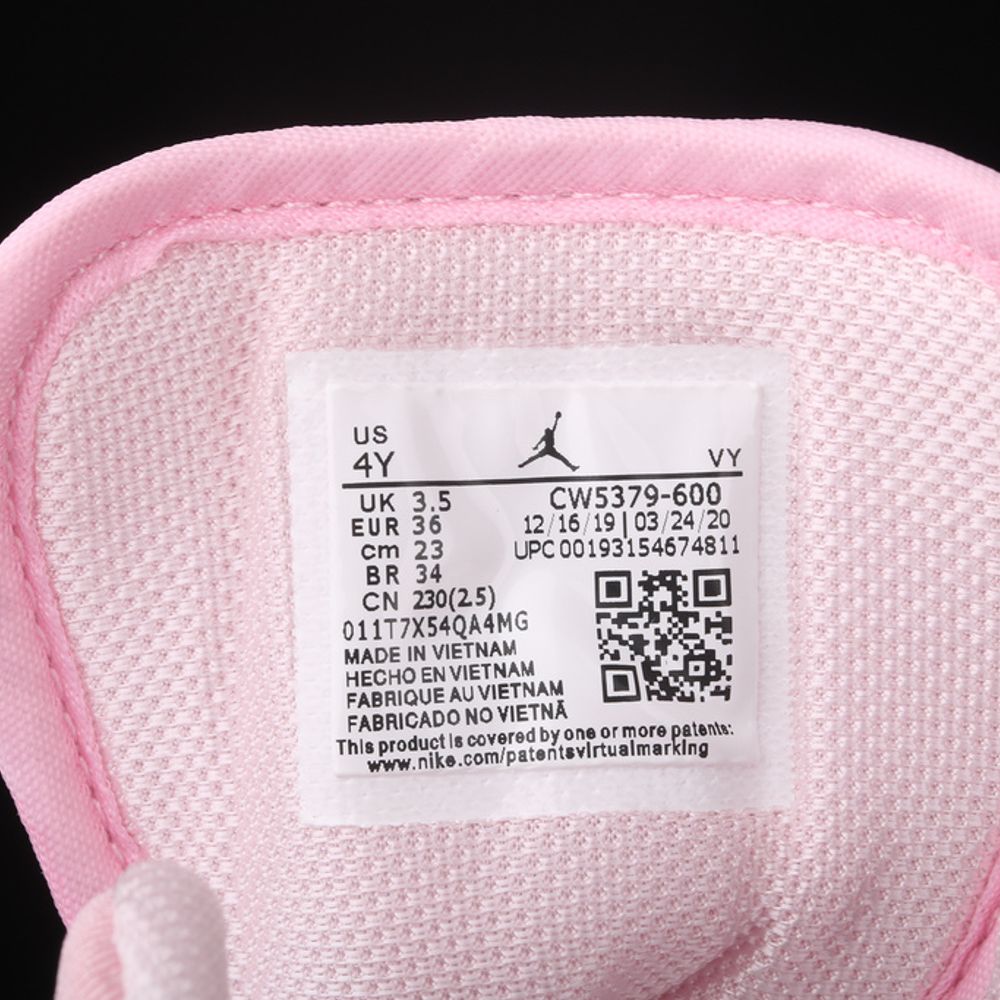 US
4Y
VY
UK 3.5
EUR 36
cm 23
BR 34
CN 230(2.5)
CW5379-600
12/16/19 | 03/24/20
UPC 00193154674811
011T7X54QA4MG
MADE IN VIETNAM
HECHO EN VIETNAM
FABRIQUE AU VIETNAM
FABRICADO NO VIETNÃ
This product is covered by one or more patents:
www.nike.com/patentsvirtualmarking